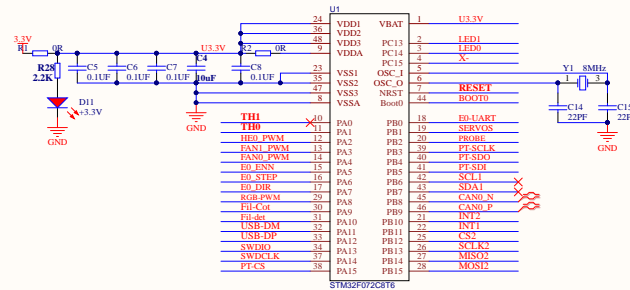 U1
3.3V R1 0R U3.3V R2 0R
R28 2.2K
C5 0.1UF C6 0.1UF C7 0.1UF C4 10uF C8 0.1UF
D11 +3.3V
GND
GND
24 VDD1 VBAT 1 U3.3V
36 VDD2
48 VDD3 PC13 2 LED1
9 VDDA PC14 3 LED0
PC15 4 X-
23 VSS1 OSC_I 5
35 VSS2 OSC_O 6
47 VSS3 NRST 7 RESET
8 VSSA Boot0 44 BOOT0
Y1 8MHz
1 3
C14 22PF C15 22PF
GND
TH1 10 PA0 PB0 18 E0-UART
TH0 11 PA1 PB1 19 SERVOS
HE0_PWM 12 PA2 PB2 20 PROBE
FAN1_PWM 13 PA3 PB3 39 PT-SCLK
FAN0_PWM 14 PA4 PB4 40 PT-SDO
E0_ENN 15 PA5 PB5 41 PT-SDI
E0_STEP 16 PA6 PB6 42 SCL1
E0_DIR 17 PA7 PB7 43 SDA1
RGB-PWM 29 PA8 PB8 45 CAN0_N
Fil-Cot 30 PA9 PB9 46 CAN0_P
Fil-det 31 PA10 PB10 21 INT2
USB-DM 32 PA11 PB11 22 INT1
USB-DP 33 PA12 PB12 25 CS2
SWDIO 34 PA13 PB13 26 SCLK2
SWDCLK 37 PA14 PB14 27 MISO2
PT-CS 38 PA15 PB15 28 MOSI2
STM32F072C8T6